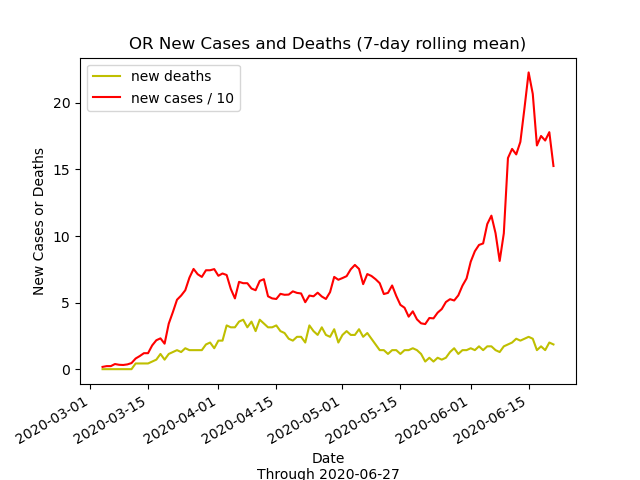 OR New Cases and Deaths (7-day rolling mean)
new deaths
new cases / 10
20
15
10
5
0
New Cases or Deaths
2020-03-01
2020-03-15
2020-04-01
2020-04-15
2020-05-01
2020-05-15
2020-06-01
2020-06-15
Date
Through 2020-06-27